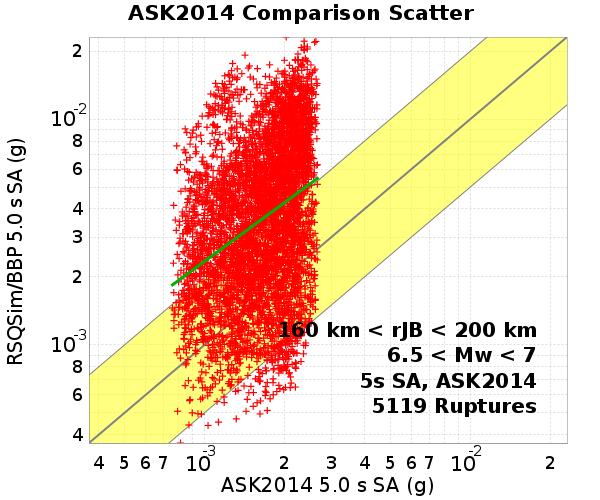 ASK2014 Comparison Scatter
RSQSim/BBP 5.0 s SA (g)
2
10-2
8
6
4
3
2
10-3
8
6
4
160 km < rJB < 200 km
6.5 < Mw < 7
5s SA, ASK2014
5119 Ruptures
4 5 6 7 10-3 2 3 4 5 6 7 10-2 2
ASK2014 5.0 s SA (g)